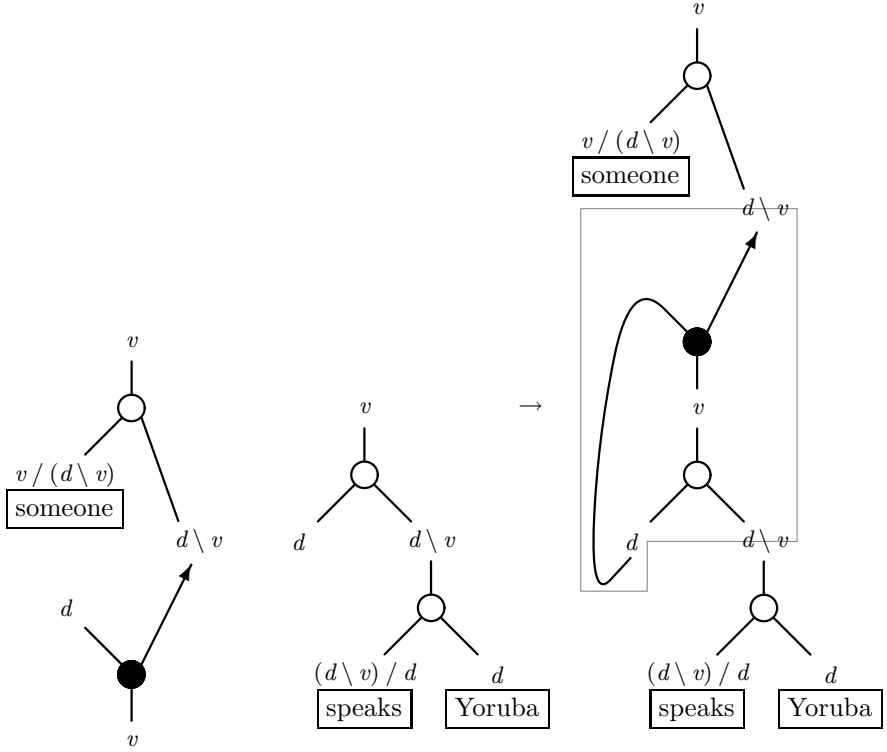 v
v / (d \ v)
someone
d \ v
d
v
v
d
d \ v
(d \ v) / d
speaks
d
Yoruba
→
v
v / (d \ v)
someone
d \ v
v
d
d \ v
(d \ v) / d
speaks
d
Yoruba